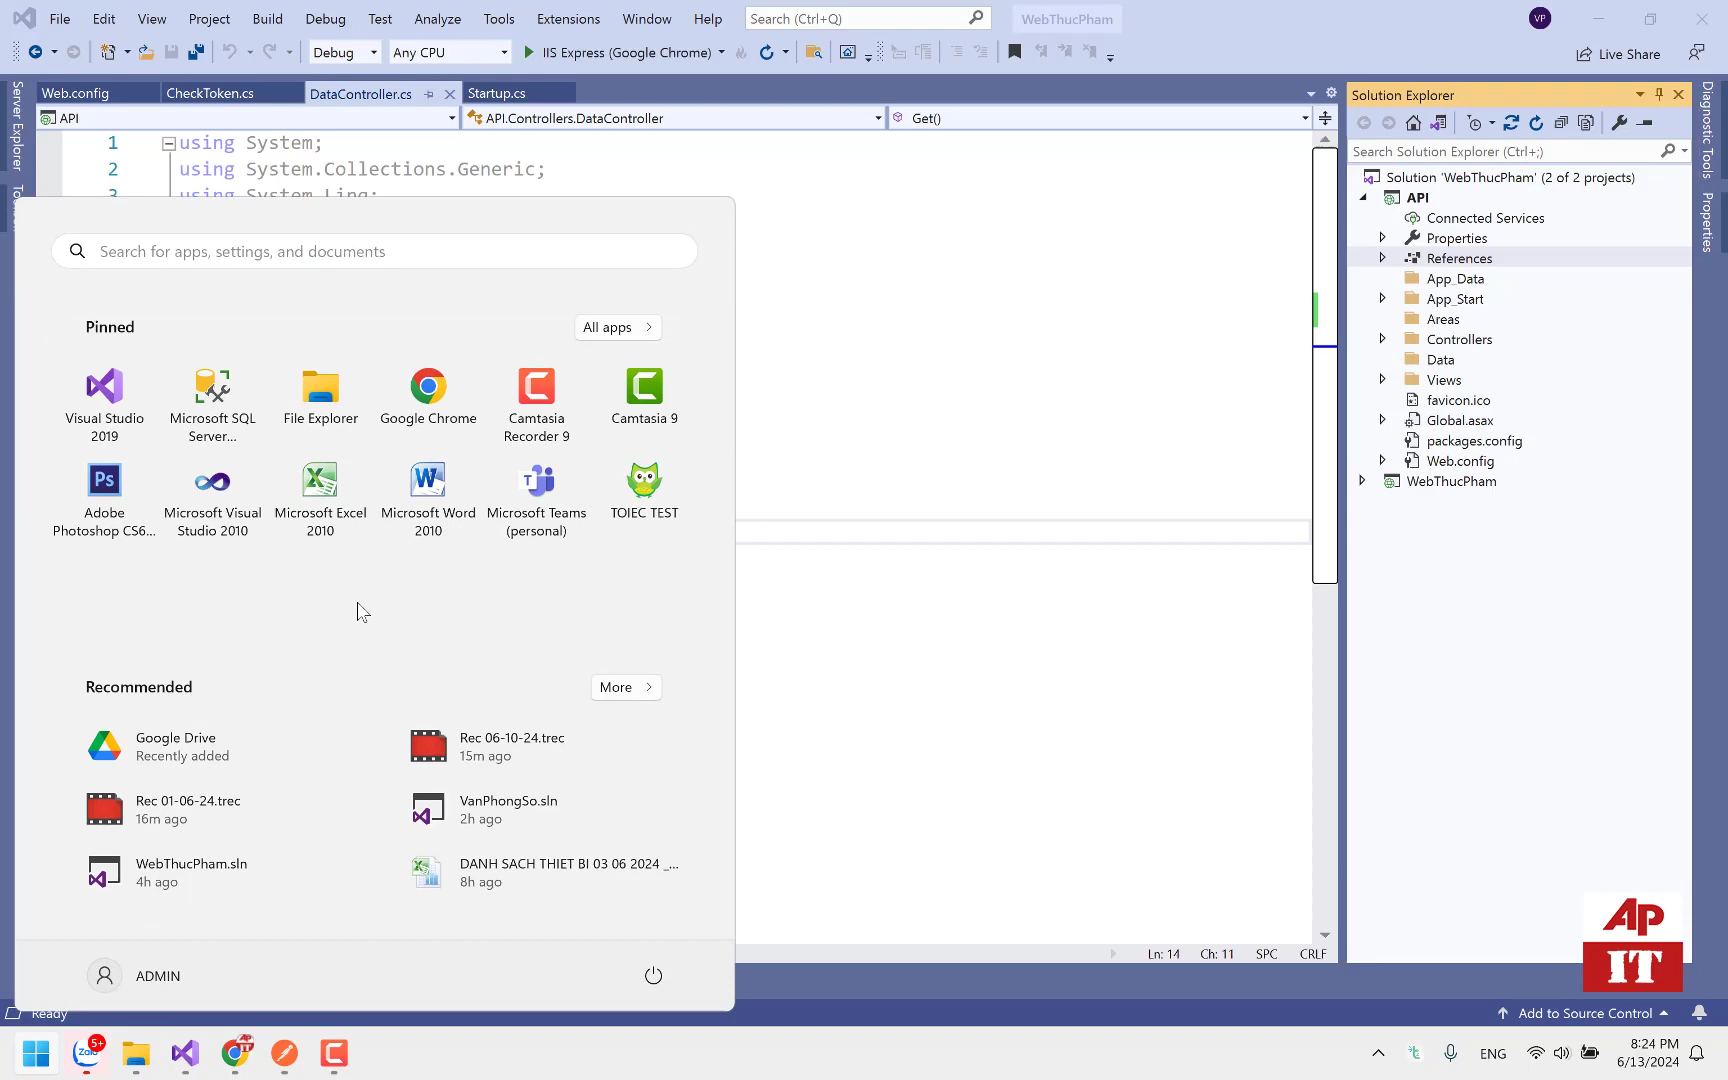 File Edit View Project Build Debug Test Analyze Tools Extensions Window Help Search (Ctrl+Q) WebThucPham VP
Debug Any CPU IIS Express (Google Chrome) Live Share
Server Explorer
Web.config CheckToken.cs DataController.cs Startup.cs
API API.Controllers.DataController Get()
1 using System;
2 using System.Collections.Generic;
3 using System.Linq;
Search for apps, settings, and documents
Pinned All apps
Visual Studio 2019
Microsoft SQL Server...
File Explorer
Google Chrome
Camtasia Recorder 9
Camtasia 9
Adobe Photoshop CS6...
Microsoft Visual Studio 2010
Microsoft Excel 2010
Microsoft Word 2010
Microsoft Teams (personal)
TOIEC TEST
Recommended More
Google Drive
Recently added
Rec 06-10-24.trec
15m ago
Rec 01-06-24.trec
16m ago
VanPhongSo.sln
2h ago
WebThucPham.sln
4h ago
DANH SACH THIET BI 03 06 2024 _...
8h ago
ADMIN
Solution Explorer
Search Solution Explorer (Ctrl+;)
Solution 'WebThucPham' (2 of 2 projects)
API
Connected Services
Properties
References
App_Data
App_Start
Areas
Controllers
Data
Views
favicon.ico
Global.asax
packages.config
Web.config
WebThucPham
Diagnostic Tools
Properties
Ln: 14 Ch: 11 SPC CRLF
AP
IT
Ready Add to Source Control
Zalo 5+
ENG
8:24 PM
6/13/2024